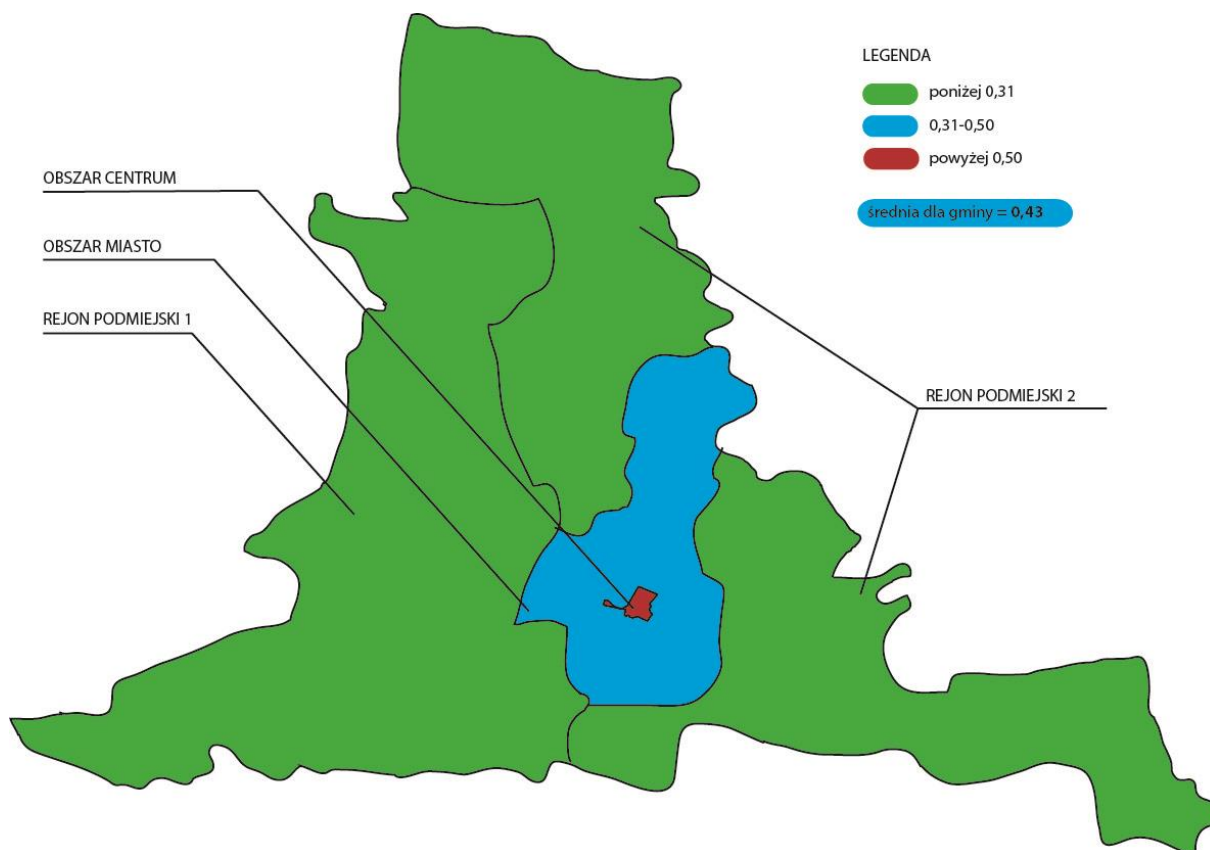 LEGENDA
poniżej 0,31
0,31-0,50
powyżej 0,50
średnia dla gminy = 0,43
OBSZAR CENTRUM
OBSZAR MIASTO
REJON PODMIEJSKI 1
REJON PODMIEJSKI 2